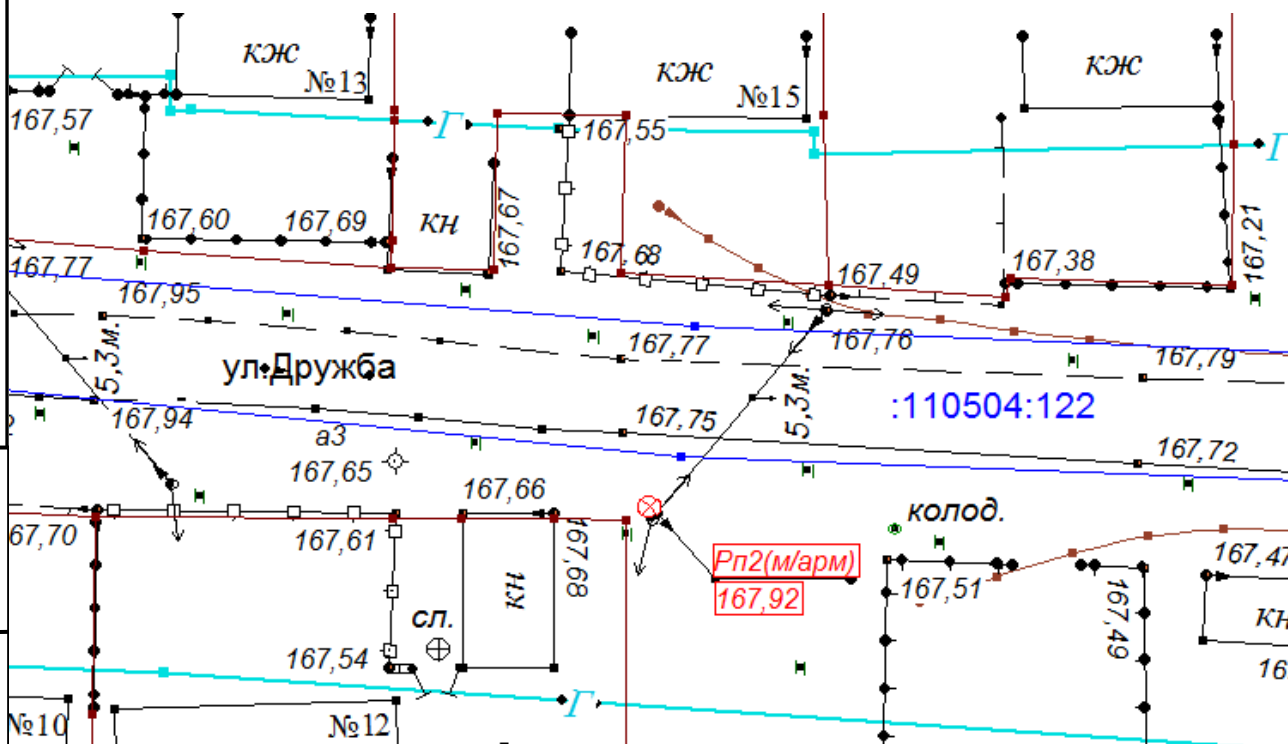 кж
кж
кж
№13
№15
167,57
Г
167,55
Г
167,60
167,69
кн
167,67
167,68
167,21
167,77
167,49
167,38
167,95
5,3м.
167,77
167,76
167,79
ул.Дружба
5,3м.
:110504:122
167,94
а3
167,75
167,65
167,72
167,66
колод.
67,70
167,61
167,68
кн
Рп2(м/арм)
167,92
167,51
167,49
167,47
сл.
кн
167,54
16
Г
№10
№12